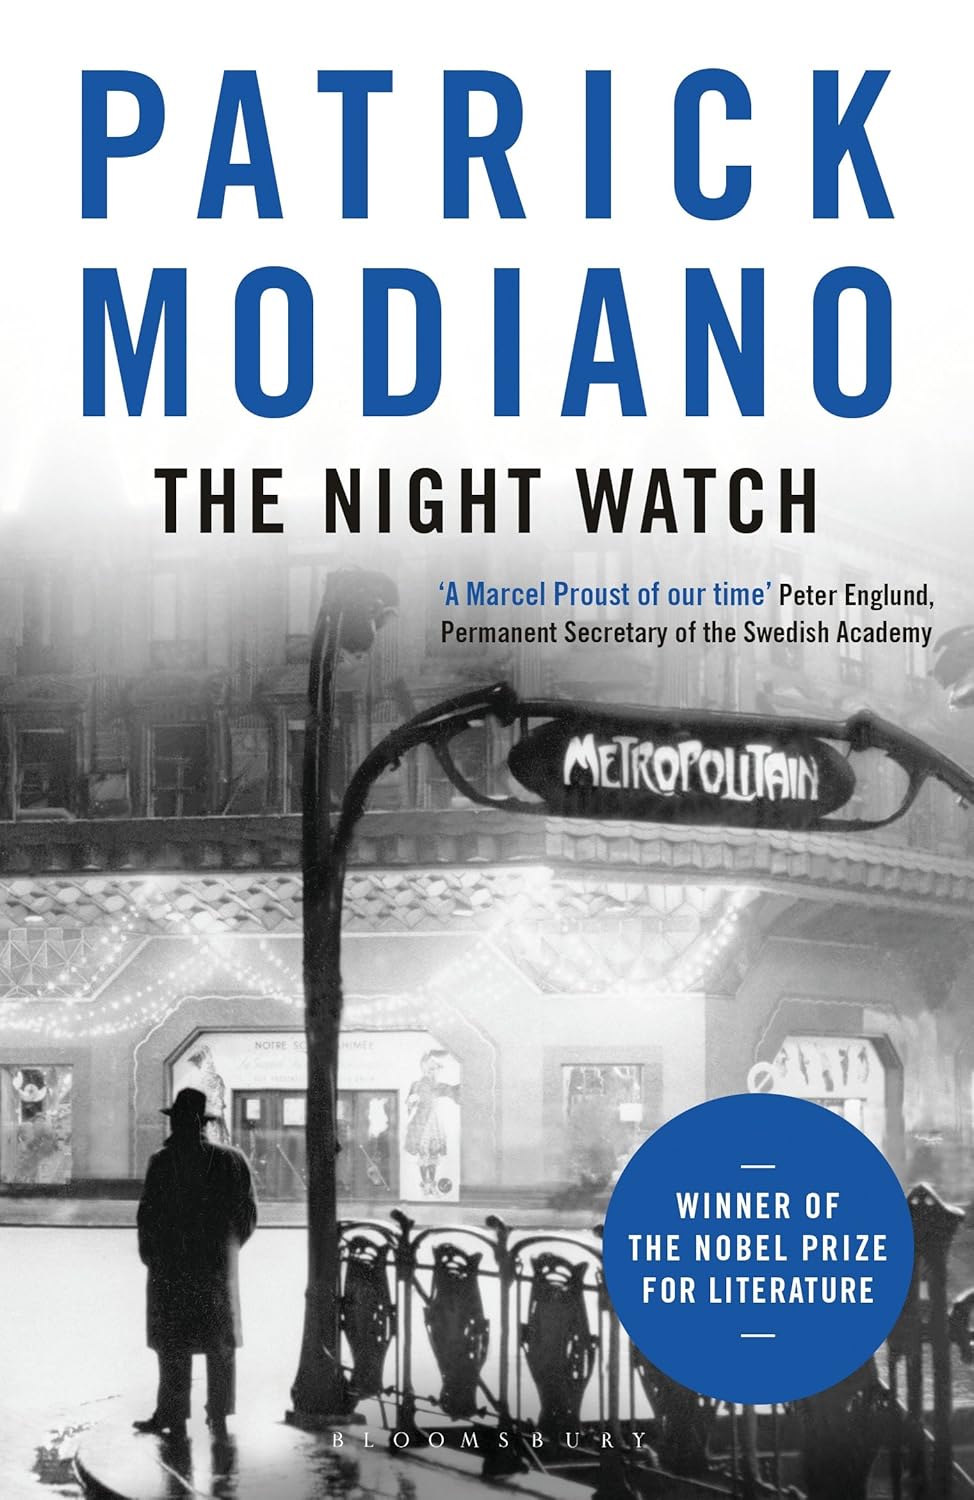 PATRICK
MODIANO
THE NIGHT WATCH
‘A Marcel Proust of our time’ Peter Englund,
Permanent Secretary of the Swedish Academy
METROPOLITAIN
NOTRE
WINNER OF
THE NOBEL PRIZE
FOR LITERATURE
BLOOMSBURY